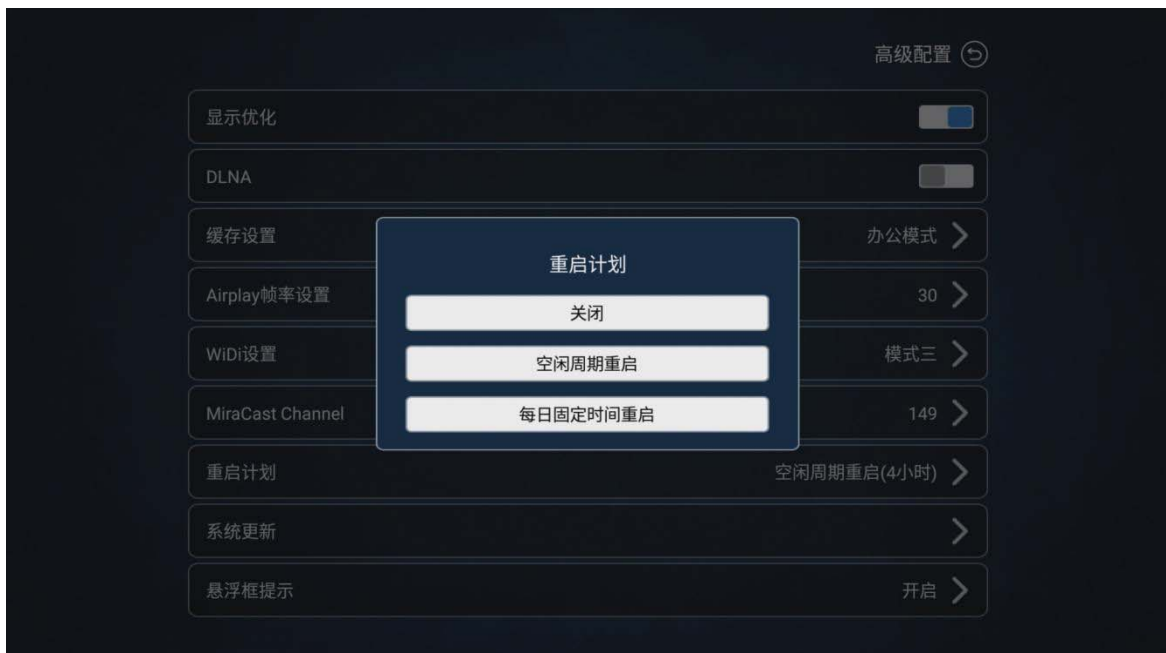 高级配置
显示优化
DLNA
缓存设置
办公模式
Airplay帧率设置
30
WiDi设置
模式三
MiraCast Channel
149
重启计划
空闲周期重启(4小时)
系统更新
悬浮框提示
开启
重启计划
关闭
空闲周期重启
每日固定时间重启